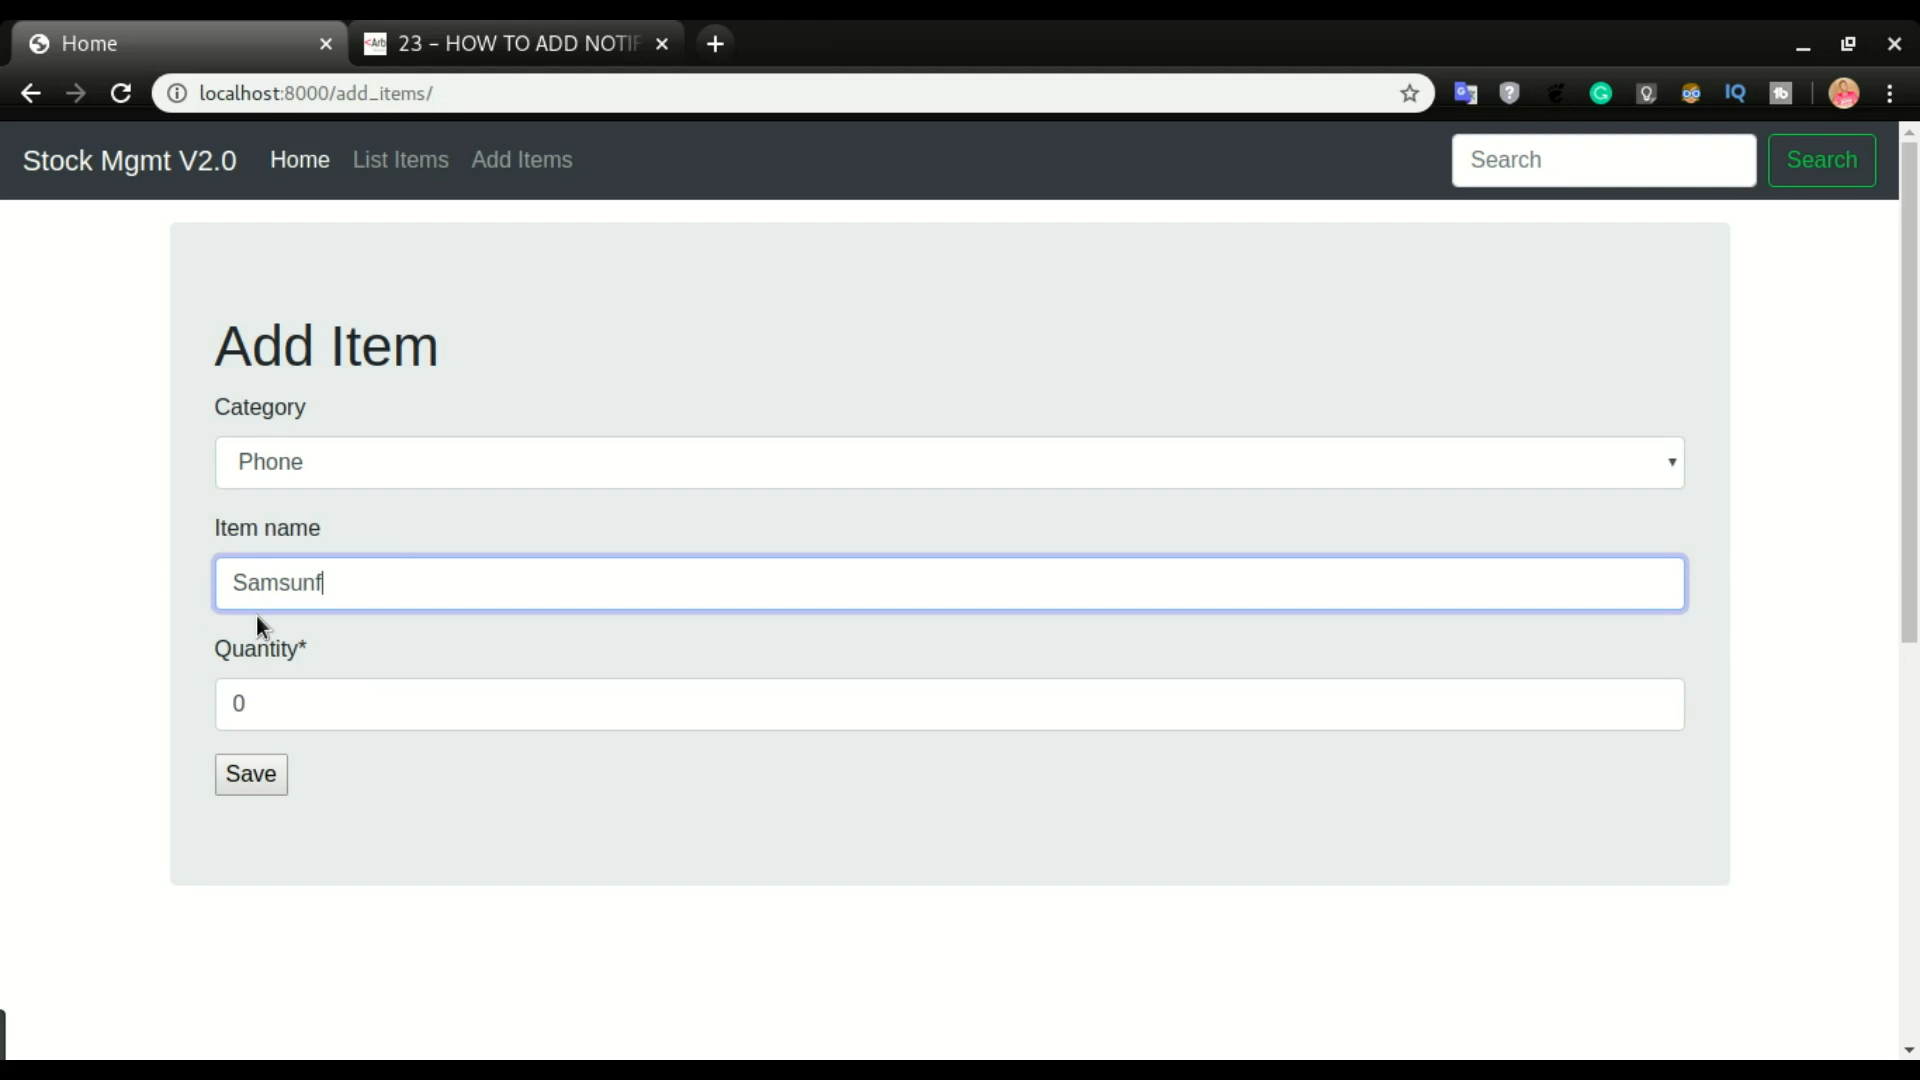 Home
23 – HOW TO ADD NOTIF
localhost:8000/add_items/
Stock Mgmt V2.0 Home List Items Add Items Search Search
Add Item
Category
Phone
Item name
Samsunf
Quantity*
0
Save